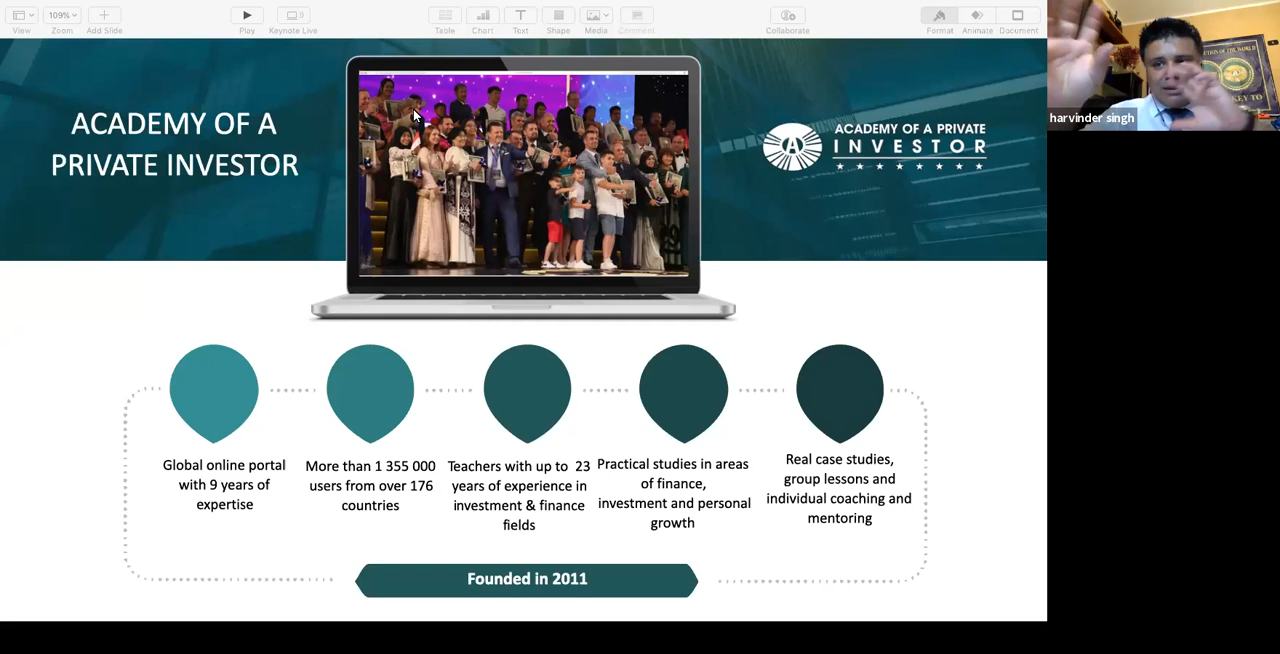 109%
View
Zoom
Add Slide
Play
Keynote Live
Table
Chart
Text
Shape
Media
Comment
Collaborate
Format
Animate
Document
ACADEMY OF A
PRIVATE INVESTOR
A
ACADEMY OF A PRIVATE
INVESTOR
harvinder singh
Global online portal
with 9 years of
expertise
More than 1 355 000
users from over 176
countries
Teachers with up to 23
years of experience in
investment & finance
fields
Practical studies in areas
of finance,
investment and personal
growth
Real case studies,
group lessons and
individual coaching and
mentoring
Founded in 2011